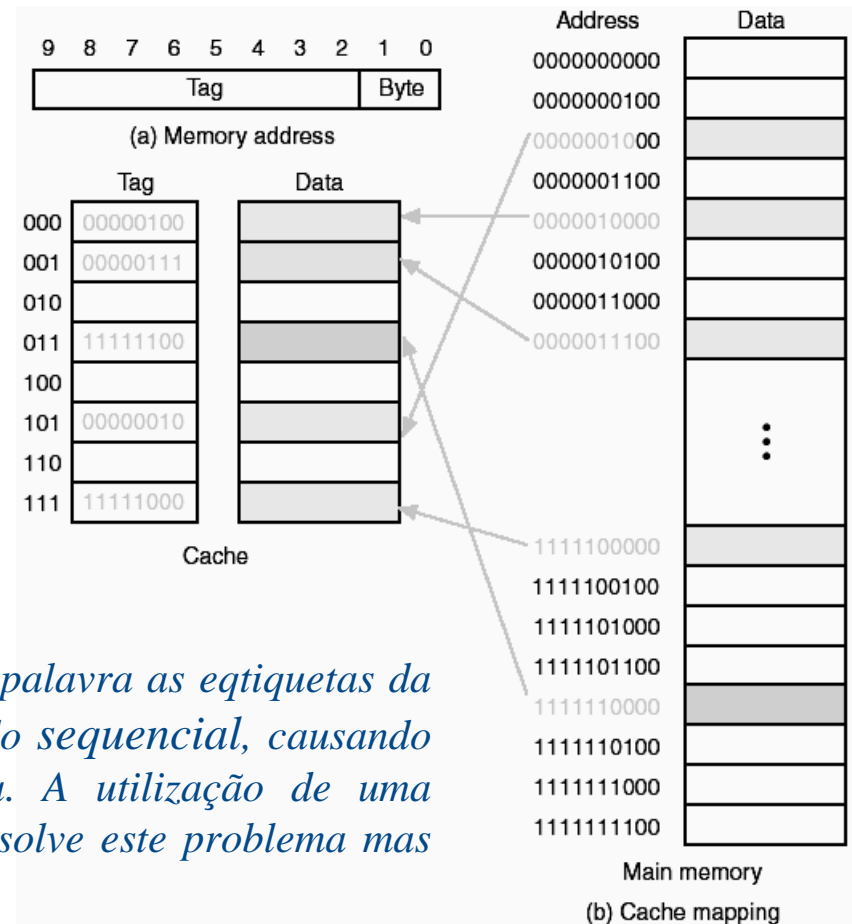 9 8 7 6 5 4 3 2 1 0
Tag Byte
(a) Memory address
Tag Data
000 00000100
001 00000111
010
011 11111100
100
101 00000010
110
111 11111000
Cache
Address Data
0000000000
0000000100
0000001000
0000001100
0000010000
0000010100
0000011000
0000011100
1111100000
1111100100
1111101000
1111101100
1111110000
1111110100
1111111000
1111111100
Main memory
(b) Cache mapping
palavra as eqtiquetas da
sequencial, causando
A utilização de uma
solve este problema mas